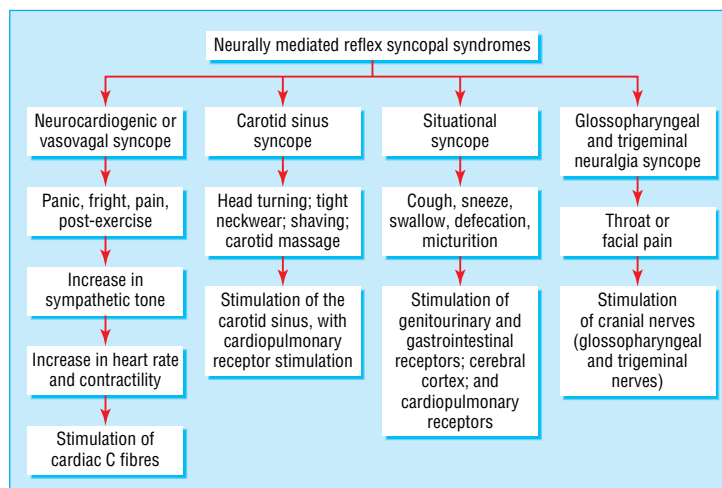 Neurally mediated reflex syncopal syndromes
Neurocardiogenic or
vasovagal syncope
Panic, fright, pain,
post-exercise
Increase in
sympathetic tone
Increase in heart rate
and contractility
Stimulation of
cardiac C fibres
Carotid sinus
syncope
Head turning; tight
neckwear; shaving;
carotid massage
Stimulation of the
carotid sinus, with
cardiopulmonary
receptor stimulation
Situational
syncope
Cough, sneeze,
swallow, defecation,
micturition
Stimulation of
genitourinary and
gastrointestinal
receptors; cerebral
cortex; and
cardiopulmonary
receptors
Glossopharyngeal
and trigeminal
neuralgia syncope
Throat or
facial pain
Stimulation
of cranial nerves
(glossopharyngeal
and trigeminal
nerves)